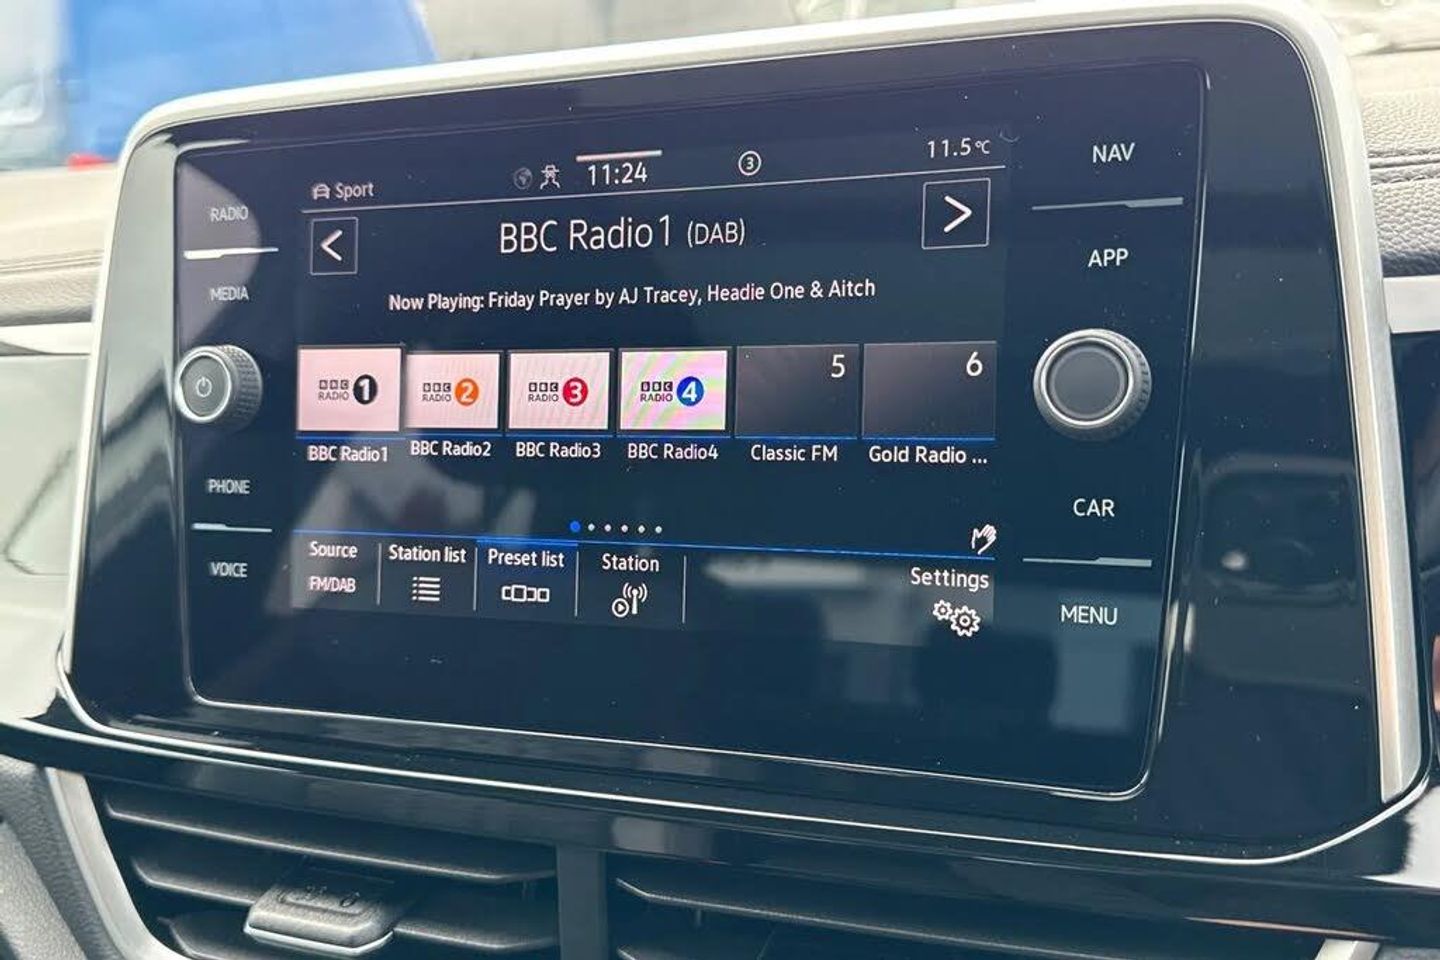 Sport
11:24
3
11.5°C
NAV
RADIO
BBC Radio1 (DAB)
APP
MEDIA
Now Playing: Friday Prayer by AJ Tracey, Headie One & Aitch
BBC RADIO 1
BBC RADIO 2
BBC RADIO 3
BBC RADIO 4
5
6
BBC Radio1
BBC Radio2
BBC Radio3
BBC Radio4
Classic FM
Gold Radio ...
PHONE
CAR
Source
FM/DAB
Station list
Preset list
Station
Settings
VOICE
MENU